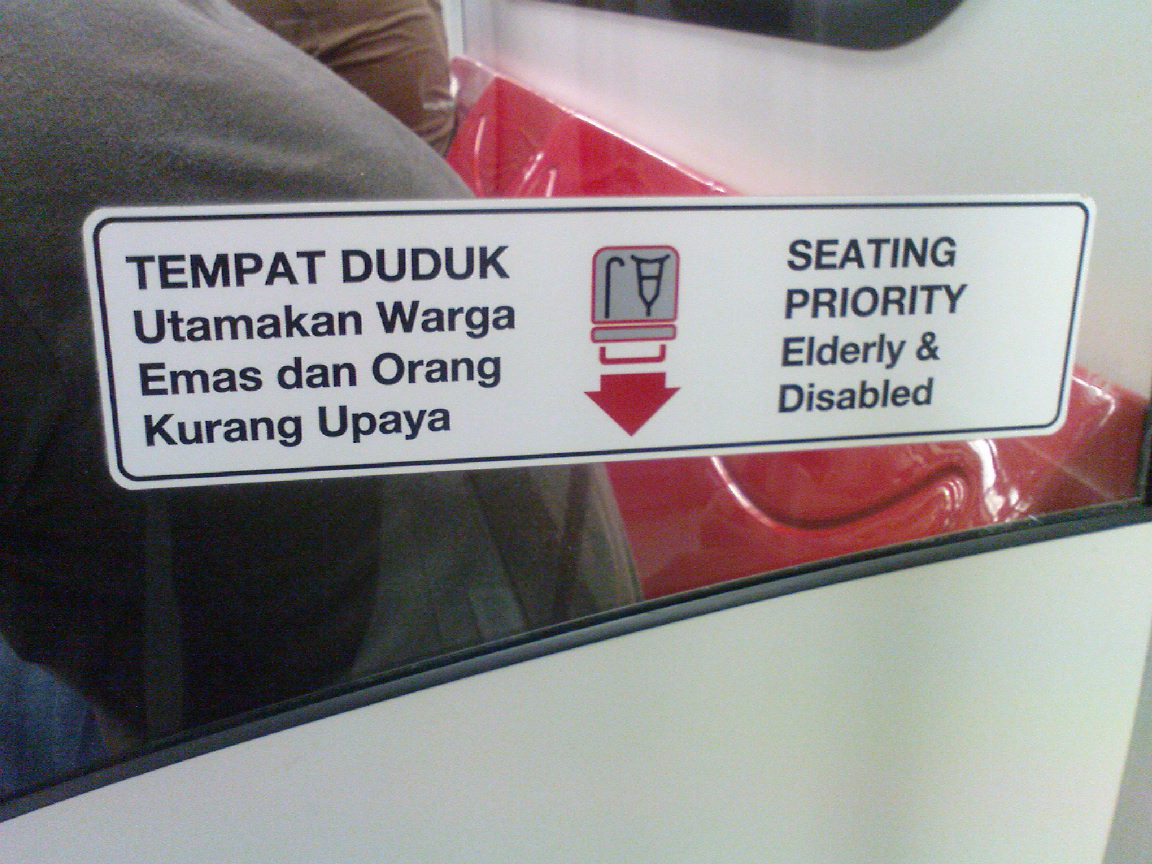 TEMPAT DUDUK
Utamakan Warga
Emas dan Orang
Kurang Upaya
SEATING
PRIORITY
Elderly &
Disabled